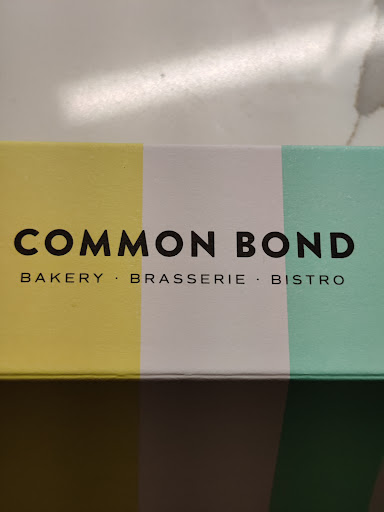 COMMON BOND
BAKERY · BRASSERIE · BISTRO